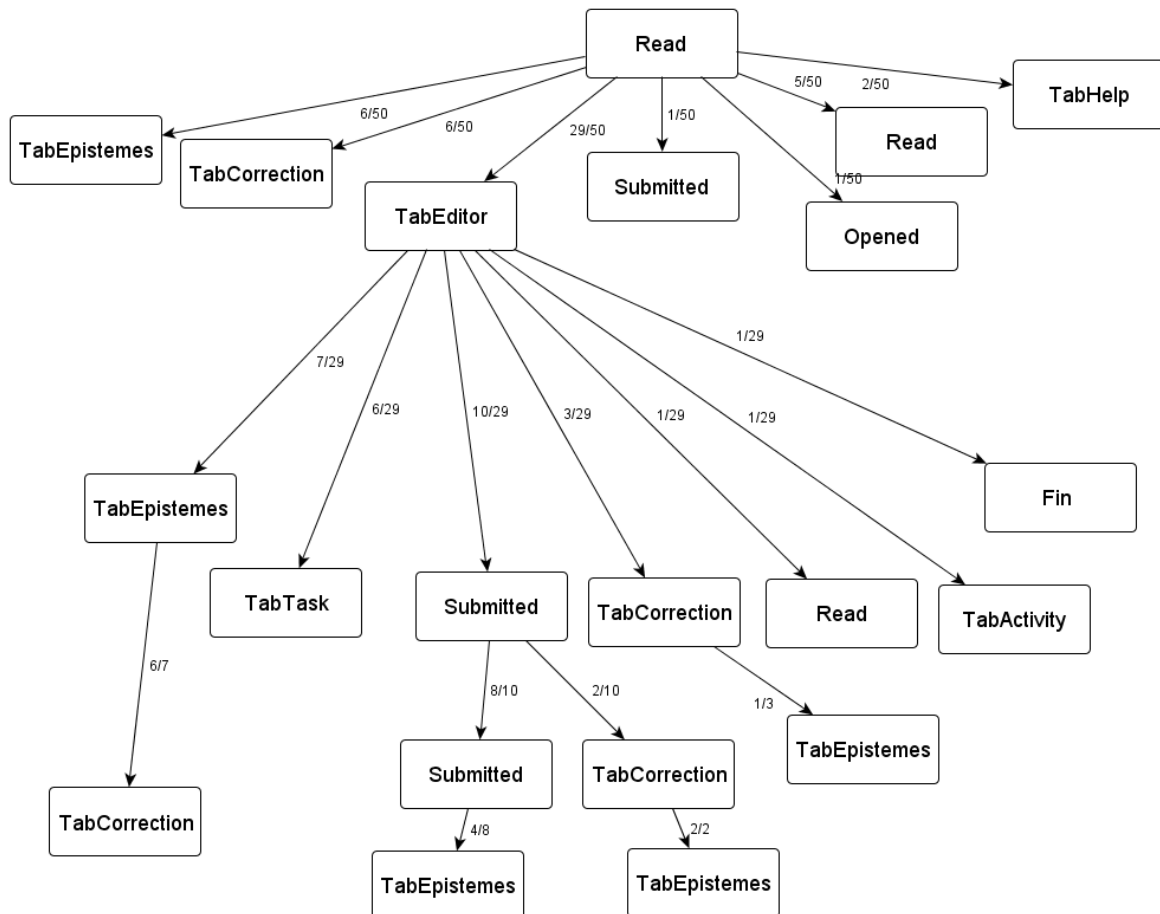 Read
5/50
2/50
TabHelp
6/50
6/50
29/50
1/50
TabEpistemes
TabCorrection
Read
1/50
Submitted
TabEditor
Opened
1/29
7/29
6/29
10/29
3/29
1/29
1/29
TabEpistemes
Fin
TabTask
Submitted
TabCorrection
Read
TabActivity
6/7
8/10
2/10
1/3
TabEpistemes
Submitted
TabCorrection
TabCorrection
4/8
2/2
TabEpistemes
TabEpistemes